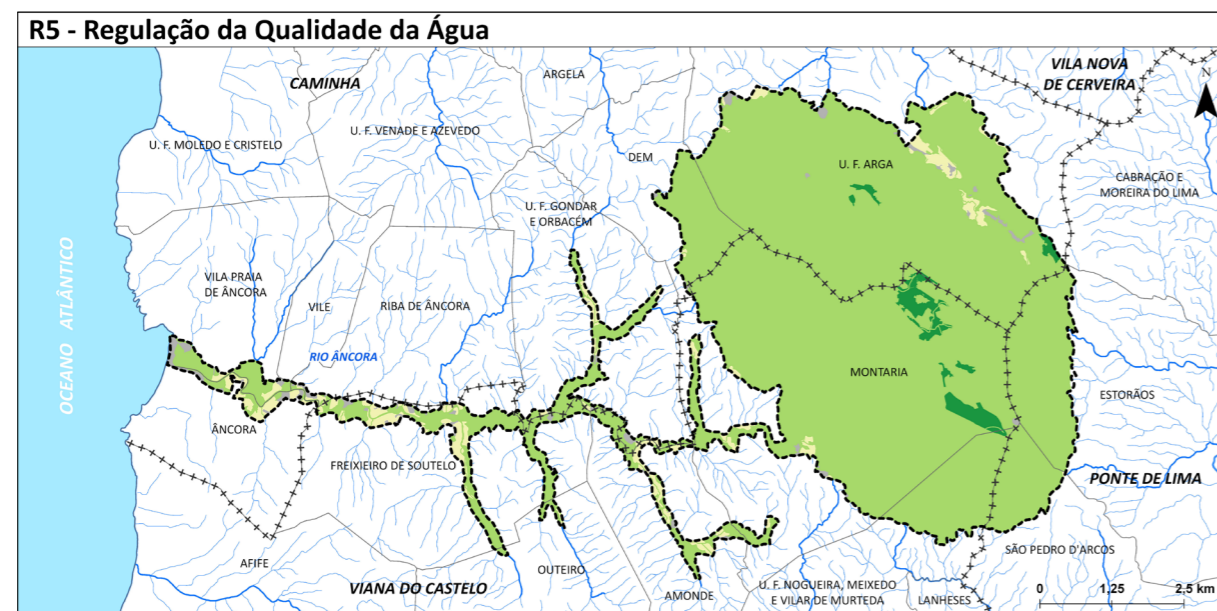 R5 - Regulação da Qualidade da Água
CAMINHA
ARGELA
VILA NOVA
DE CERVEIRA
N
U. F. VENADE E AZEVEDO
U. F. MOLEDO E CRISTELO
DEM
U. F. ARGA
CABRAÇÃO E
MOREIRA DO LIMA
U. F. GONDAR
E ORBACÉM
OCEANO ATLÂNTICO
VILA PRAIA
DE ÂNCORA
VILE
RIBA DE ÂNCORA
RIO ÂNCORA
MONTARIA
ESTORÃOS
ÂNCORA
FREIXIEIRO DE SOUTELO
PONTE DE LIMA
AFIFE
VIANA DO CASTELO
OUTEIRO
AMONDE
U. F. NOGUEIRA, MEIXEDO
E VILAR DE MURTEDA
LANHESES
SÃO PEDRO D'ARCOS
0 1,25 2,5 km